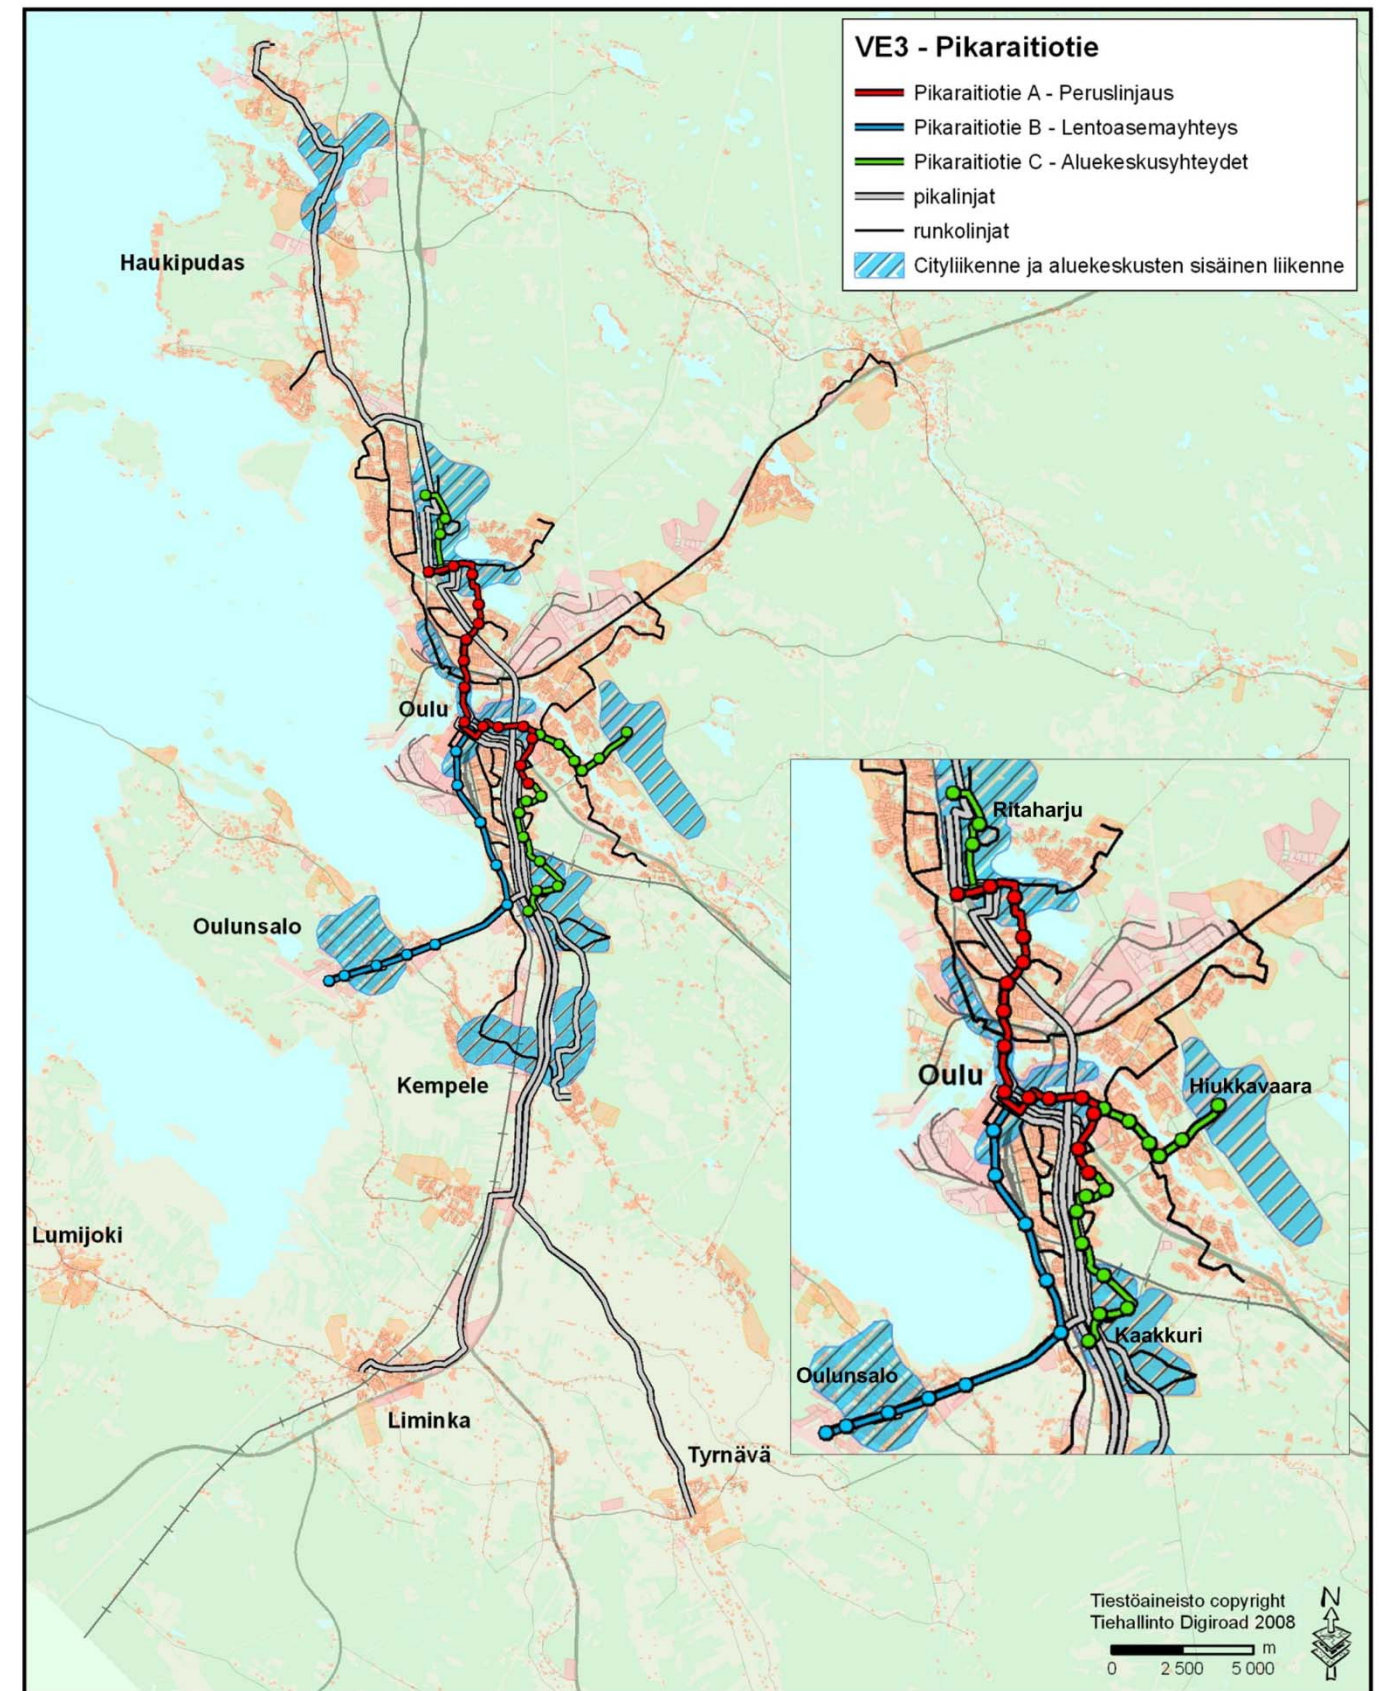 VE3 - Pikaraitiotie
Pikaraitiotie A - Peruslinjaus
Pikaraitiotie B - Lentoasemayhteys
Pikaraitiotie C - Aluekeskusyhteydet
pikalinjat
runkolinjat
Cityliikenne ja aluekeskusten sisäinen liikenne
Haukipudas
Oulu
Oulunsalo
Kempele
Lumijoki
Liminka
Tyrnävä
Ritaharju
Oulu
Hiukkavaara
Kaakkuri
Oulunsalo
Tiestöaineisto copyright
Tiehallinto Digiroad 2008
N
m
0 2 500 5 000